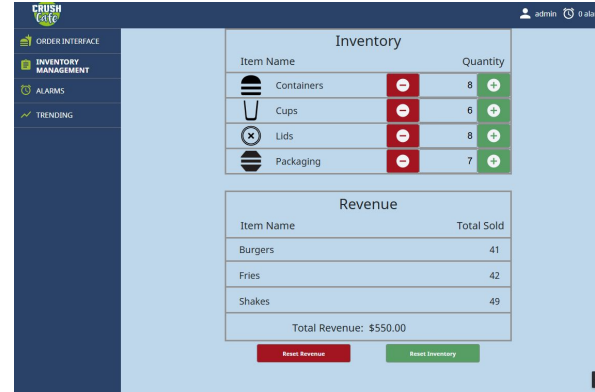 CRUSH
Cafe
admin
0 ala
ORDER INTERFACE
INVENTORY
MANAGEMENT
ALARMS
TRENDING
Inventory
Item Name Quantity
Containers 8
Cups 6
Lids 8
Packaging 7
Revenue
Item Name Total Sold
Burgers 41
Fries 42
Shakes 49
Total Revenue: $550.00
Reset Revenue Reset Inventory